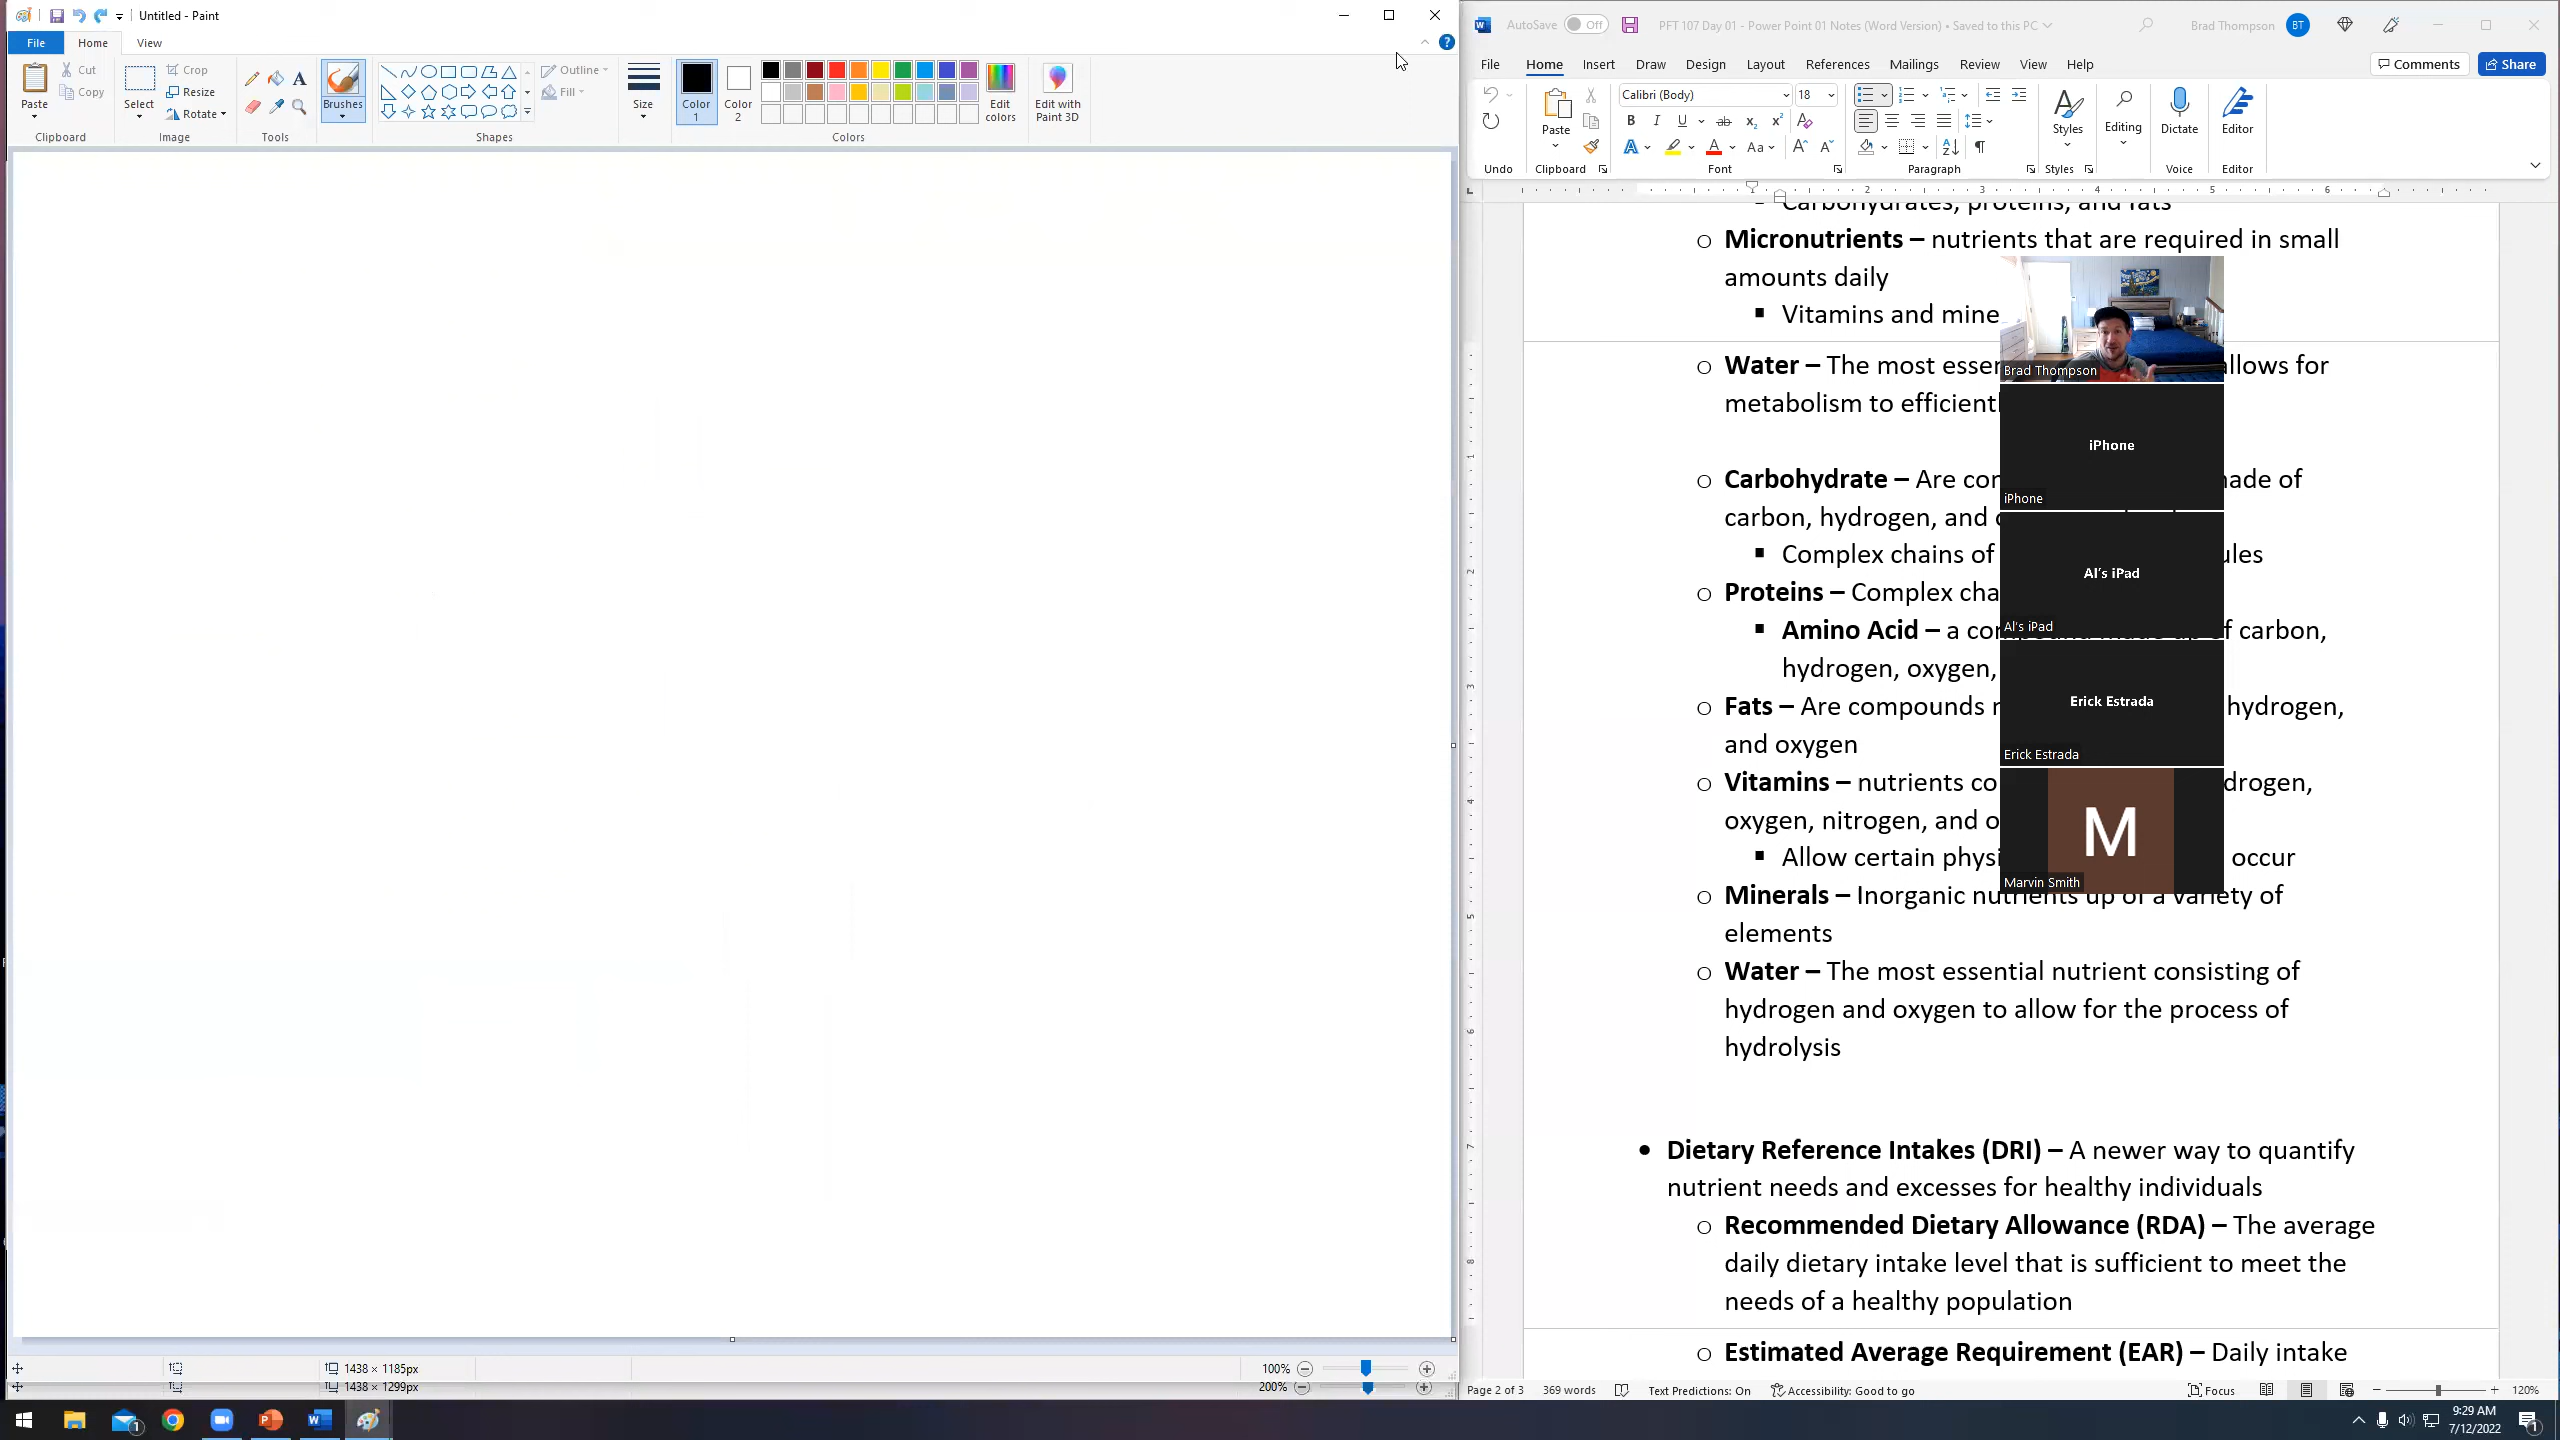 Untitled - Paint
File Home View
Paste Cut Copy Clipboard
Select Crop Resize Rotate Image
A Tools
Brushes
Outline Fill Shapes
Size
Color 1 Color 2 Edit colors Colors
Edit with Paint 3D
1438 × 1185px 100%
1438 × 1299px 200%
AutoSave Off PFT 107 Day 01 - Power Point 01 Notes (Word Version) • Saved to this PC Brad Thompson BT
File Home Insert Draw Design Layout References Mailings Review View Help Comments Share
Calibri (Body) 18
Paste Styles Editing Dictate Editor
Undo Clipboard Font Paragraph Styles Voice Editor
Carbohydrates, proteins, and fats
Micronutrients – nutrients that are required in small
amounts daily
Vitamins and mine
Water – The most essen allows for
metabolism to efficientl
Carbohydrate – Are con made of
carbon, hydrogen, and
Complex chains of ules
Proteins – Complex cha
Amino Acid – a compound made up of carbon,
hydrogen, oxygen,
Fats – Are compounds hydrogen,
and oxygen
Vitamins – nutrients co drogen,
oxygen, nitrogen, and o
Allow certain physi occur
Minerals – Inorganic nutrients up of a variety of
elements
Water – The most essential nutrient consisting of
hydrogen and oxygen to allow for the process of
hydrolysis
Dietary Reference Intakes (DRI) – A newer way to quantify
nutrient needs and excesses for healthy individuals
Recommended Dietary Allowance (RDA) – The average
daily dietary intake level that is sufficient to meet the
needs of a healthy population
Estimated Average Requirement (EAR) – Daily intake
Brad Thompson
iPhone
iPhone
Al's iPad
Al's iPad
Erick Estrada
Erick Estrada
M
Marvin Smith
Page 2 of 3 369 words Text Predictions: On Accessibility: Good to go Focus 120%
9:29 AM
7/12/2022